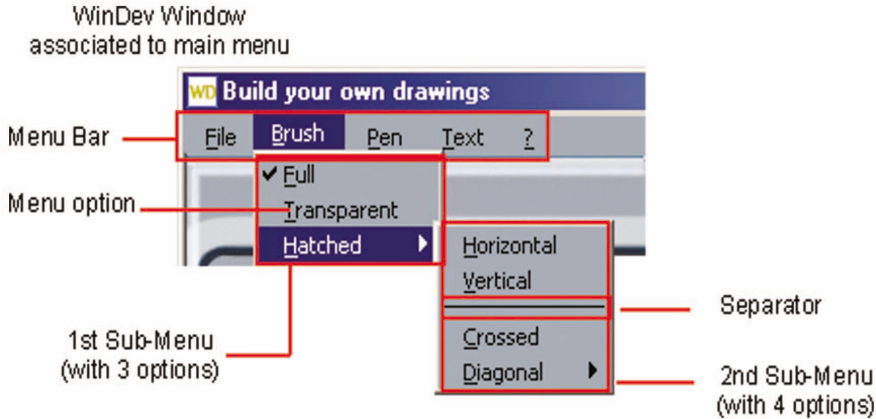 WinDev Window
associated to main menu
WD Build your own drawings
Menu Bar
File Brush Pen Text ?
Full
Menu option
Transparent
Hatched
Horizontal
Vertical
Separator
1st Sub-Menu
(with 3 options)
Crossed
Diagonal
2nd Sub-Menu
(with 4 options)